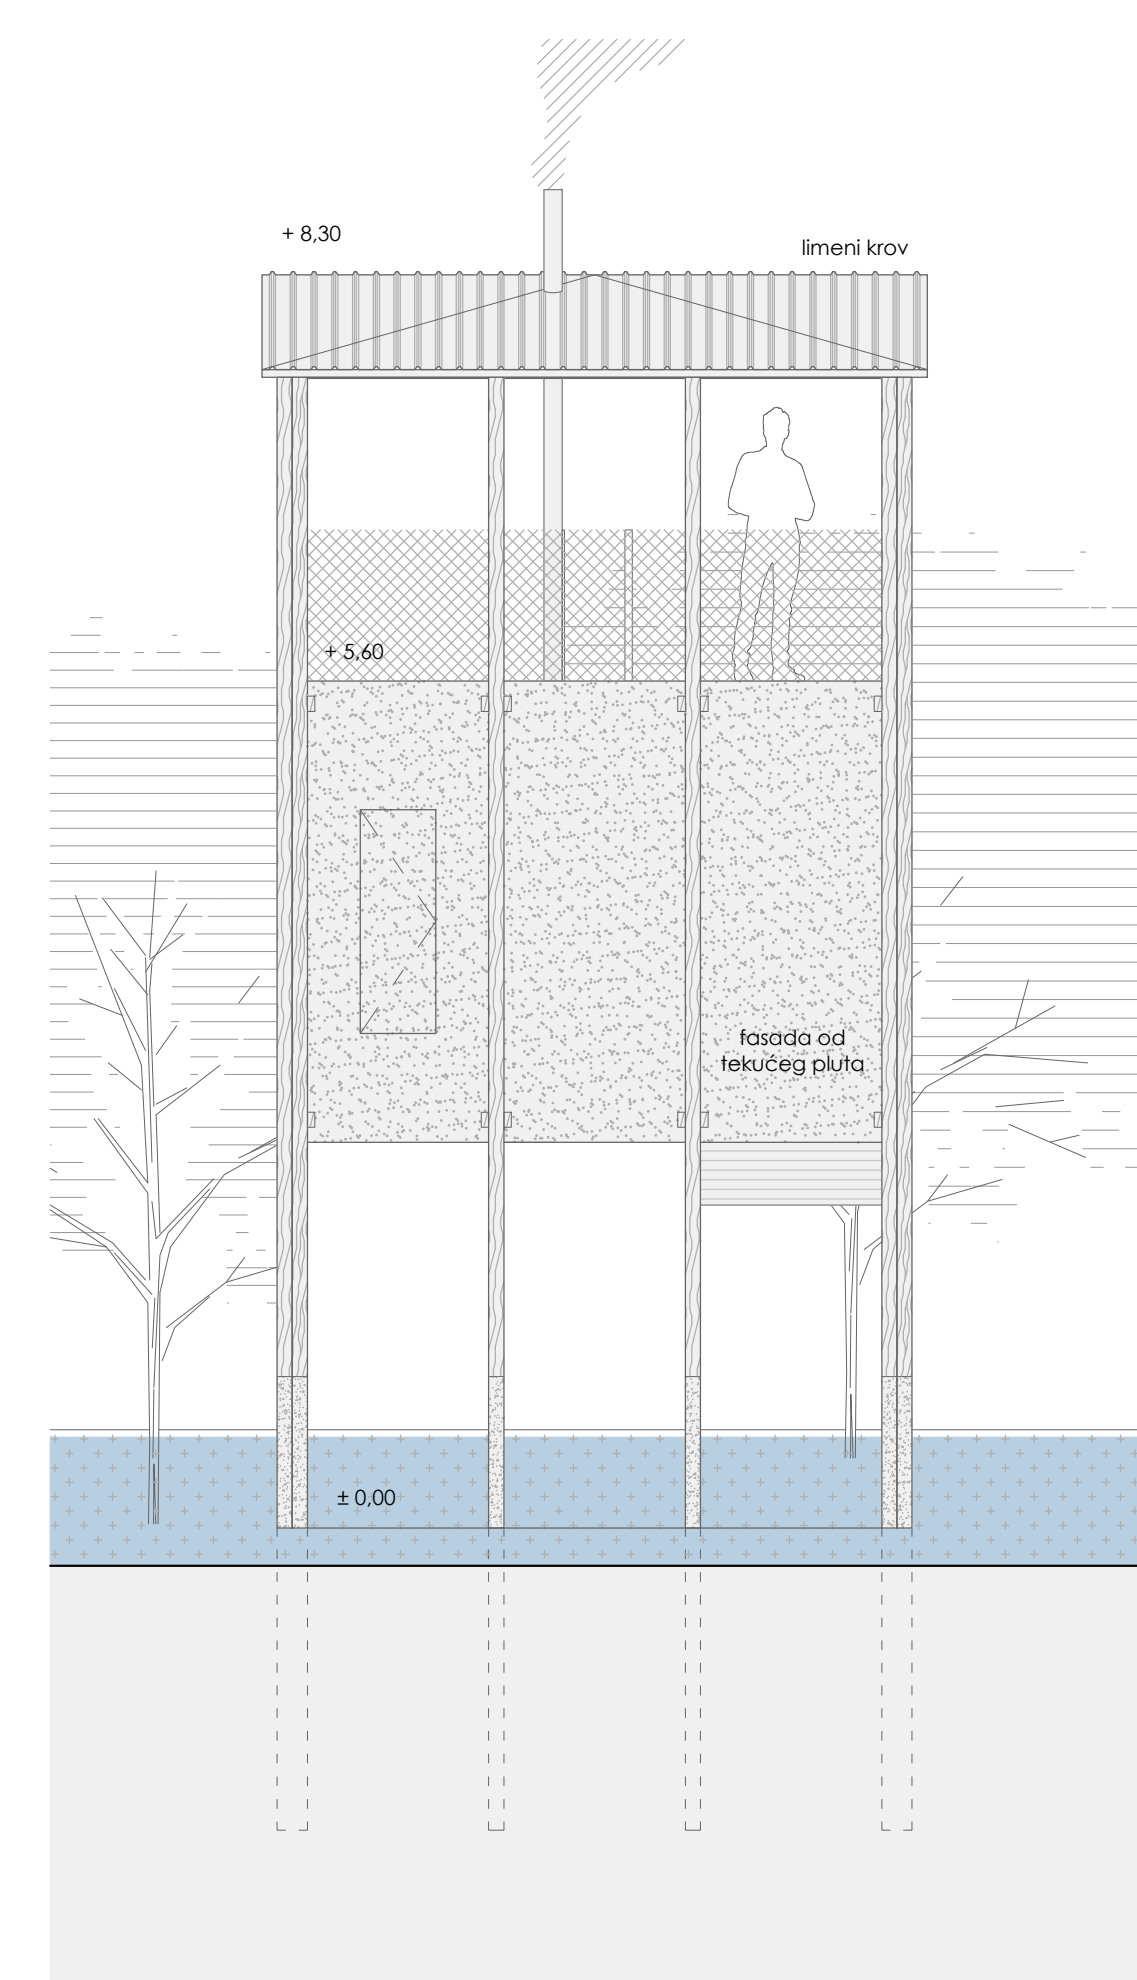 + 8,30
limeni krov
+ 5,60
fasada od
tekućeg pluta
± 0,00